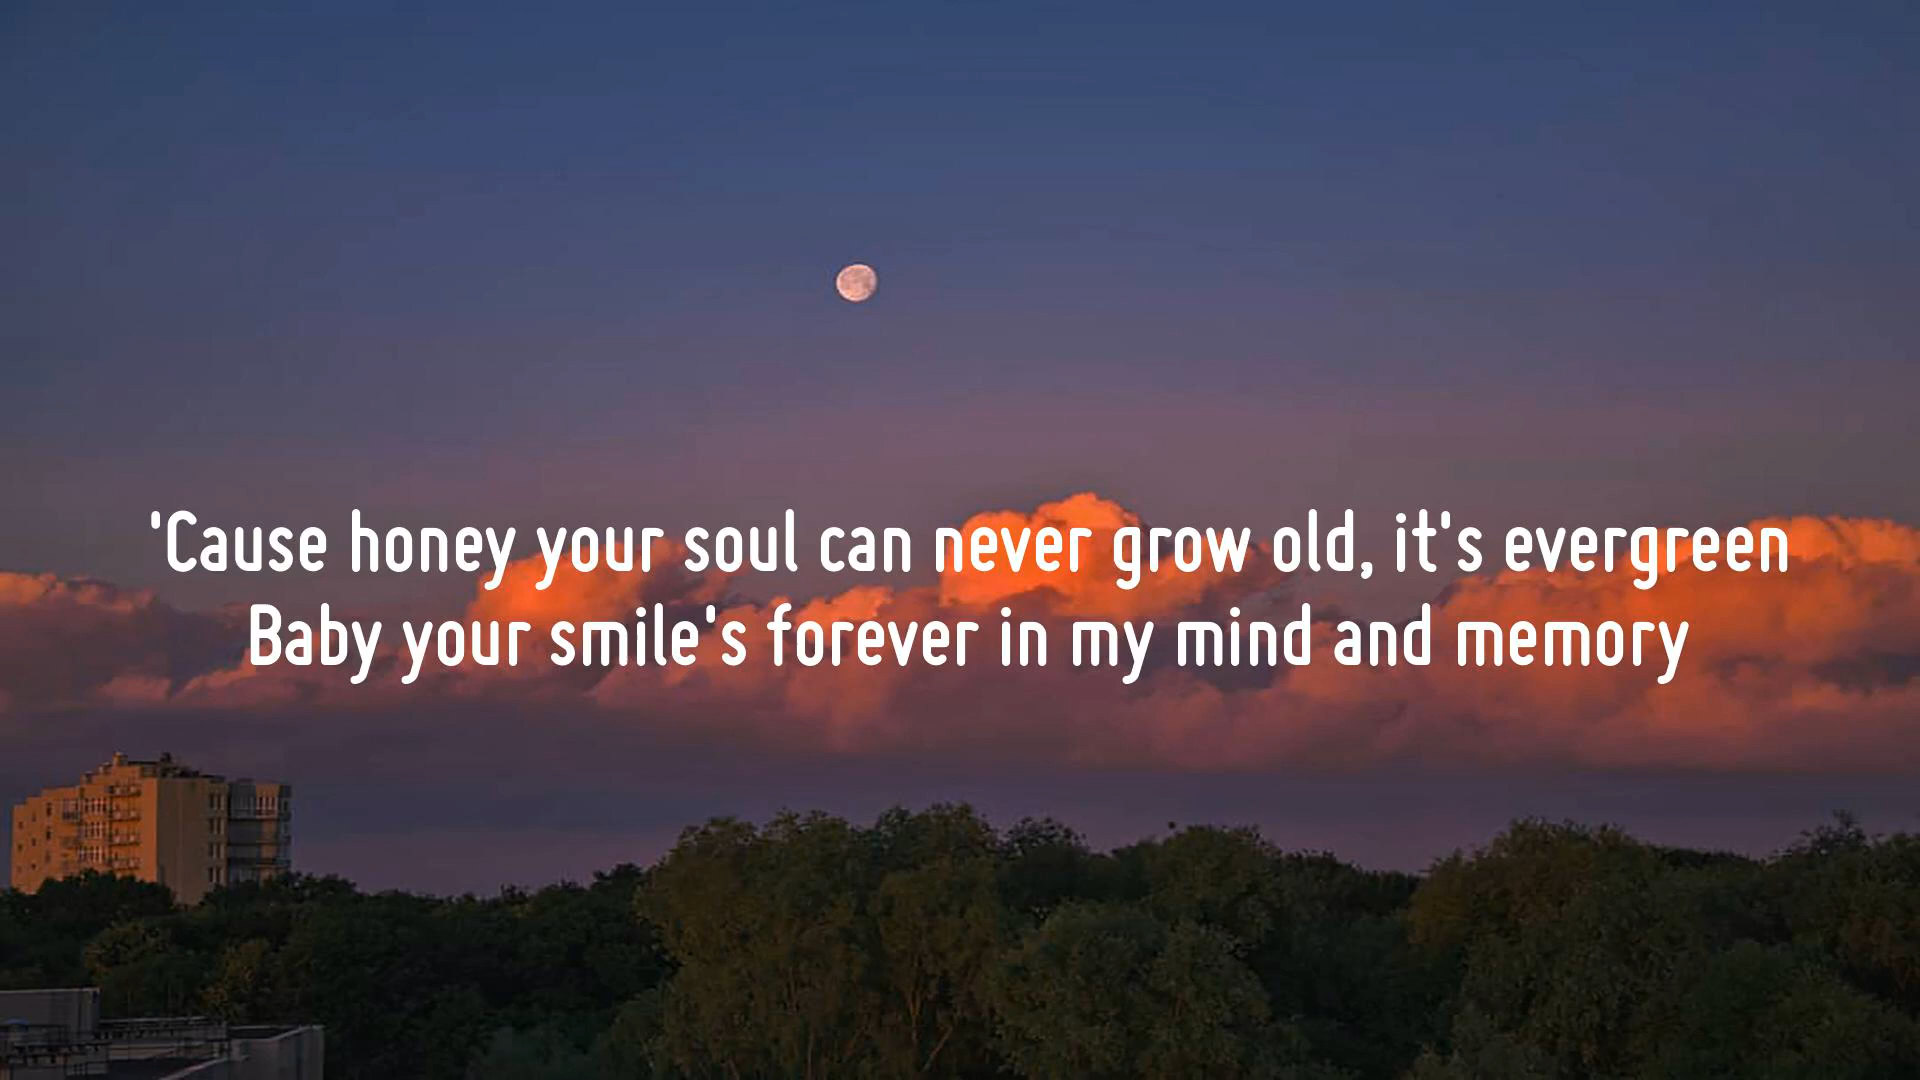 'Cause honey your soul can never grow old, it's evergreen
Baby your smile's forever in my mind and memory